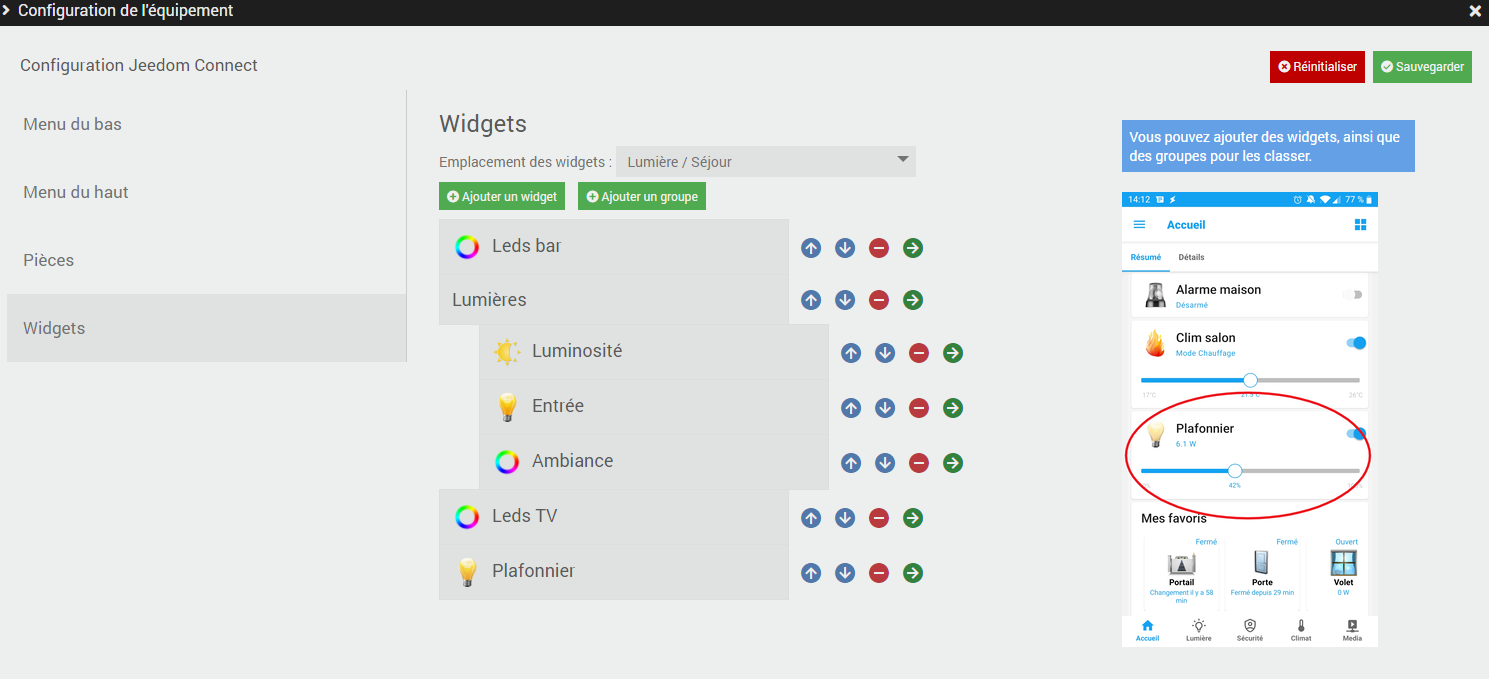 Configuration de l'équipement
Configuration Jeedom Connect
Réinitialiser
Sauvegarder
Menu du bas
Menu du haut
Pièces
Widgets
Widgets
Emplacement des widgets :
Lumière / Séjour
Ajouter un widget
Ajouter un groupe
Leds bar
Lumières
Luminosité
Entrée
Ambiance
Leds TV
Plafonnier
Vous pouvez ajouter des widgets, ainsi que
des groupes pour les classer.
14:12
77 %
Accueil
Résumé Détails
Alarme maison
Désarmé
Clim salon
Mode Chauffage
17°C 21.5°C 26°C
Plafonnier
6.1 W
42%
Mes favoris
Fermé Fermé Ouvert
Portail Porte Volet
Changement il y a 58
min
Fermé depuis 29 min
0 W
Accueil Lumière Sécurité Climat Media